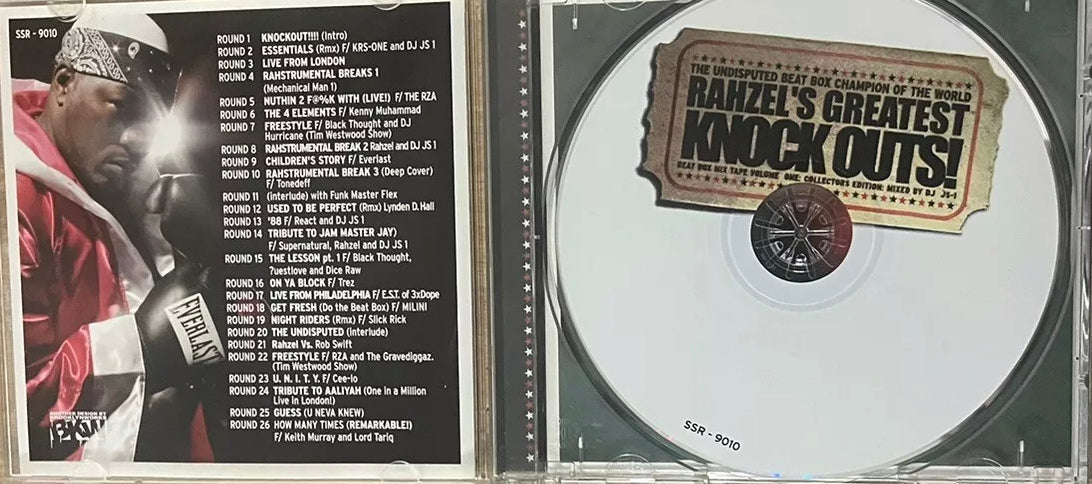 SSR - 9010
ROUND 1 KNOCKOUT!!!! (Intro)
ROUND 2 ESSENTIALS (Rmx) F/ KRS-ONE and DJ JS 1
ROUND 3 LIVE FROM LONDON
ROUND 4 RAHSTRUMENTAL BREAKS 1
(Mechanical Man 1)
ROUND 5 NUTHIN 2 F@%K WITH (LIVE!) F/ THE RZA
ROUND 6 THE 4 ELEMENTS F/ Kenny Muhammad
ROUND 7 FREESTYLE F/ Black Thought and DJ
Hurricane (Tim Westwood Show)
ROUND 8 RAHSTRUMENTAL BREAK 2 Rahzel and DJ JS 1
ROUND 9 CHILDREN'S STORY F/ Everlast
ROUND 10 RAHSTRUMENTAL BREAK 3 (Deep Cover)
F/ Tonedeff
ROUND 11 (interlude) with Funk Master Flex
ROUND 12 USED TO BE PERFECT (Rmx) Lynden D. Hall
ROUND 13 '88 F/ React and DJ JS 1
ROUND 14 TRIBUTE TO JAM MASTER JAY)
F/ Supernatural, Rahzel and DJ JS 1
ROUND 15 THE LESSON pt. 1 F/ Black Thought,
?uestlove and Dice Raw
ROUND 16 ON YA BLOCK F/ Trez
ROUND 17 LIVE FROM PHILADELPHIA F/ E.S.T. of 3xDope
ROUND 18 GET FRESH (Do the Beat Box) F/ MILINI
ROUND 19 NIGHT RIDERS (Rmx) F/ Slick Rick
ROUND 20 THE UNDISPUTED (interlude)
ROUND 21 Rahzel Vs. Rob Swift
ROUND 22 FREESTYLE F/ RZA and The Gravediggaz.
(Tim Westwood Show)
ROUND 23 U. N. I. T. Y. F/ Cee-lo
ROUND 24 TRIBUTE TO AALIYAH (One in a Million
Live in London!)
ROUND 25 GUESS (U NEVA KNEW)
ROUND 26 HOW MANY TIMES (REMARKABLE!)
F/ Keith Murray and Lord Tariq
EVERLAST
ANOTHER DESIGN BY
BROOKLYNWORKS
BKW
THE UNDISPUTED BEAT BOX CHAMPION OF THE WORLD
RAHZEL'S GREATEST
KNOCK OUTS!
BEAT BOX MIX TAPE VOLUME ONE: COLLECTORS EDITION: MIXED BY DJ JS-1
SSR - 9010